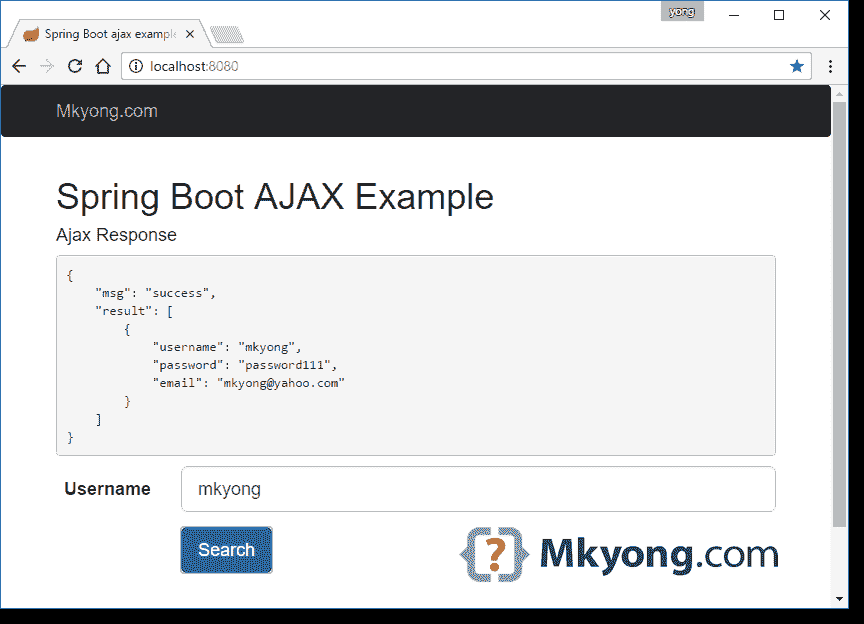 yong
Spring Boot ajax example
localhost:8080
Mkyong.com
Spring Boot AJAX Example
Ajax Response
{
    "msg": "success",
    "result": [
        {
            "username": "mkyong",
            "password": "password111",
            "email": "mkyong@yahoo.com"
        }
    ]
}
Username mkyong
Search
Mkyong.com